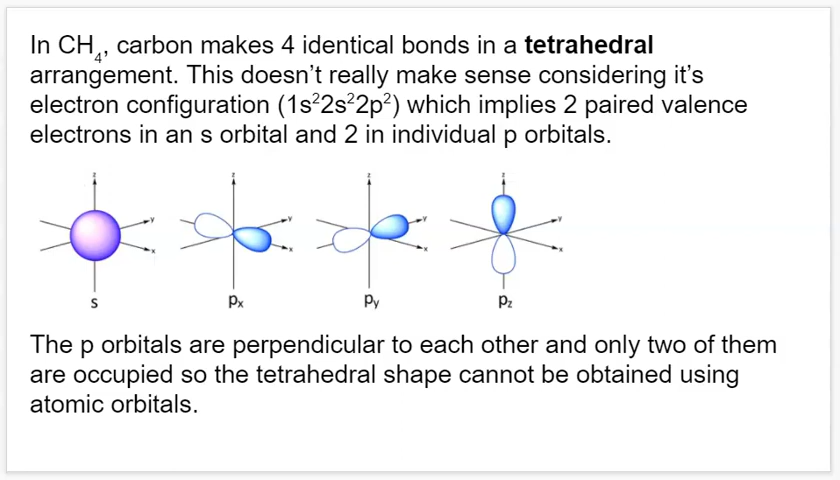 In CH₄, carbon makes 4 identical bonds in a tetrahedral
arrangement. This doesn’t really make sense considering it’s
electron configuration (1s²2s²2p²) which implies 2 paired valence
electrons in an s orbital and 2 in individual p orbitals.
z z z z
y y y y
x x x x
s pₓ pᵧ p_z
The p orbitals are perpendicular to each other and only two of them
are occupied so the tetrahedral shape cannot be obtained using
atomic orbitals.